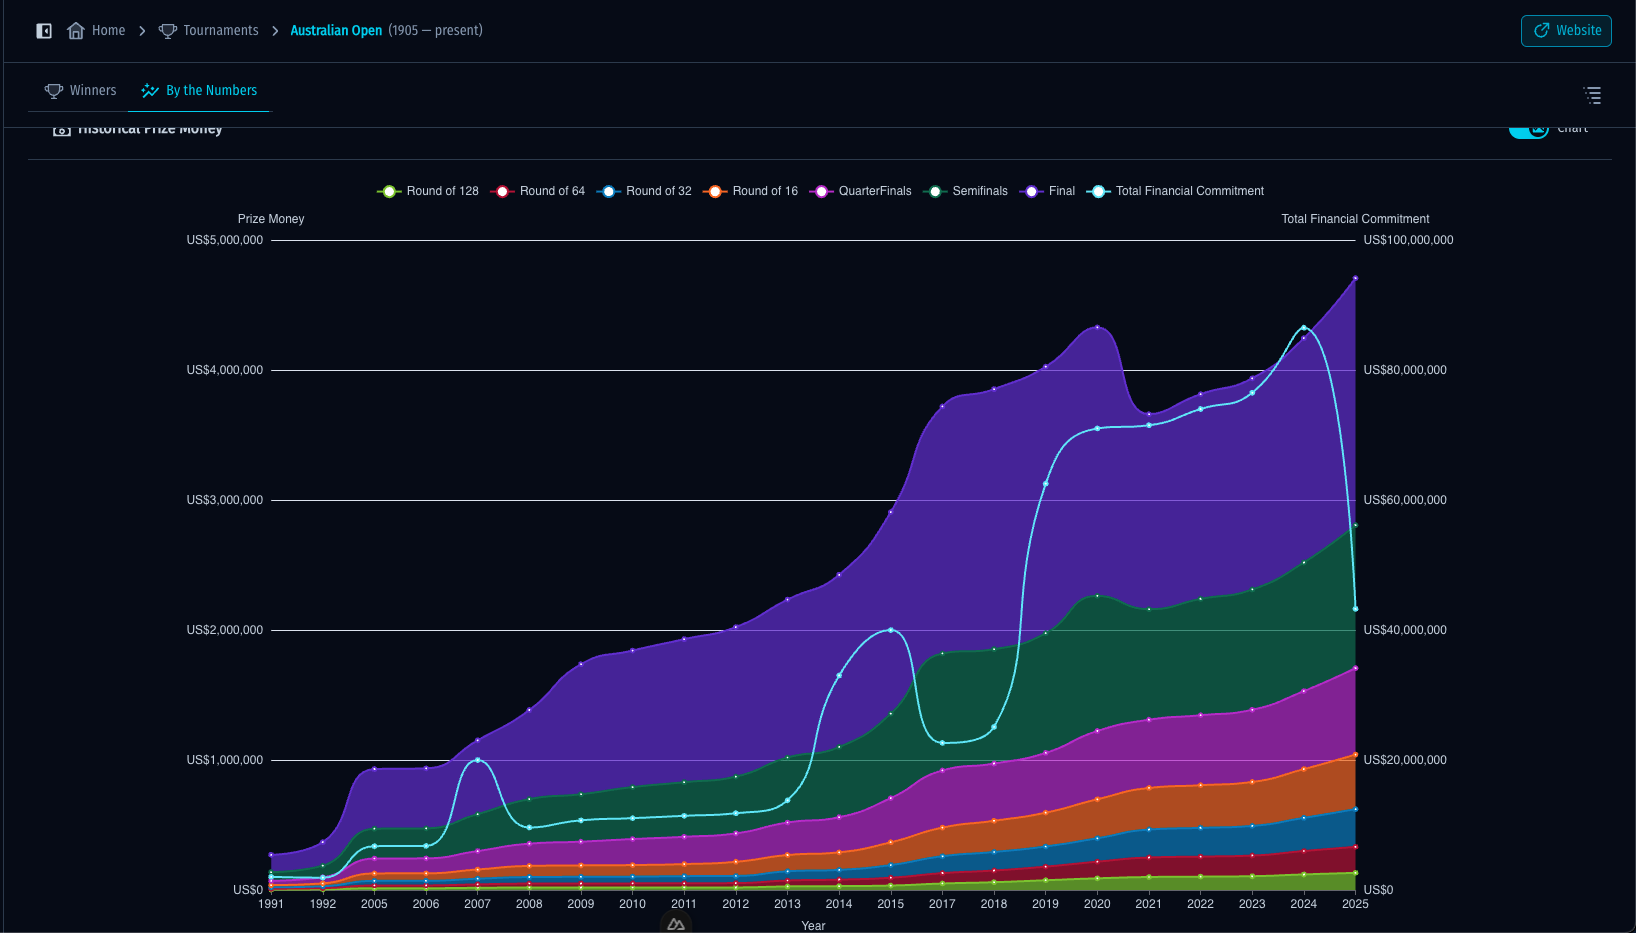 Home > Tournaments > Australian Open (1905 — present)
Website
Winners
By the Numbers
Historical Prize Money
Chart
Round of 128
Round of 64
Round of 32
Round of 16
QuarterFinals
Semifinals
Final
Total Financial Commitment
Prize Money
Total Financial Commitment
US$5,000,000
US$100,000,000
US$4,000,000
US$80,000,000
US$3,000,000
US$60,000,000
US$2,000,000
US$40,000,000
US$1,000,000
US$20,000,000
US$0
US$0
1991 1992 2005 2006 2007 2008 2009 2010 2011 2012 2013 2014 2015 2017 2018 2019 2020 2021 2022 2023 2024 2025
Year